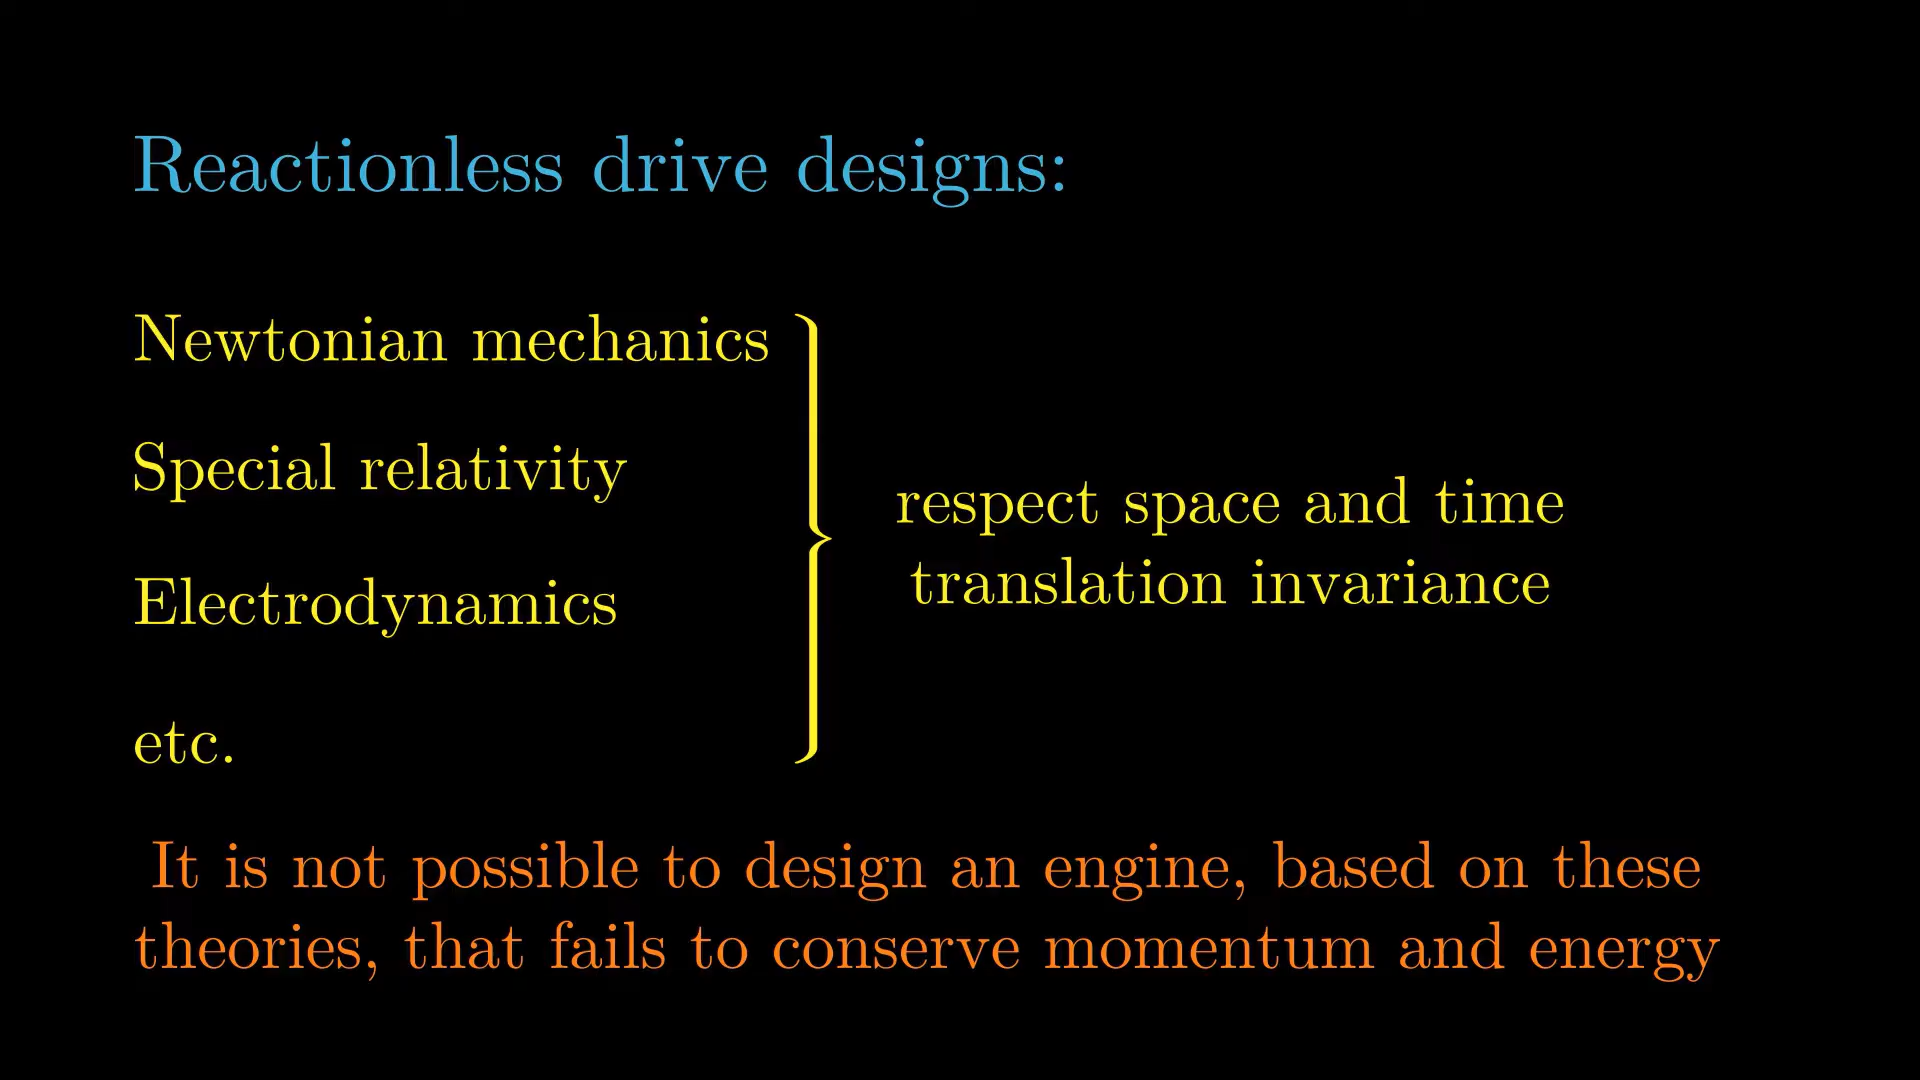 Reactionless drive designs:
Newtonian mechanics
Special relativity
Electrodynamics
etc.
respect space and time
translation invariance
It is not possible to design an engine, based on these
theories, that fails to conserve momentum and energy